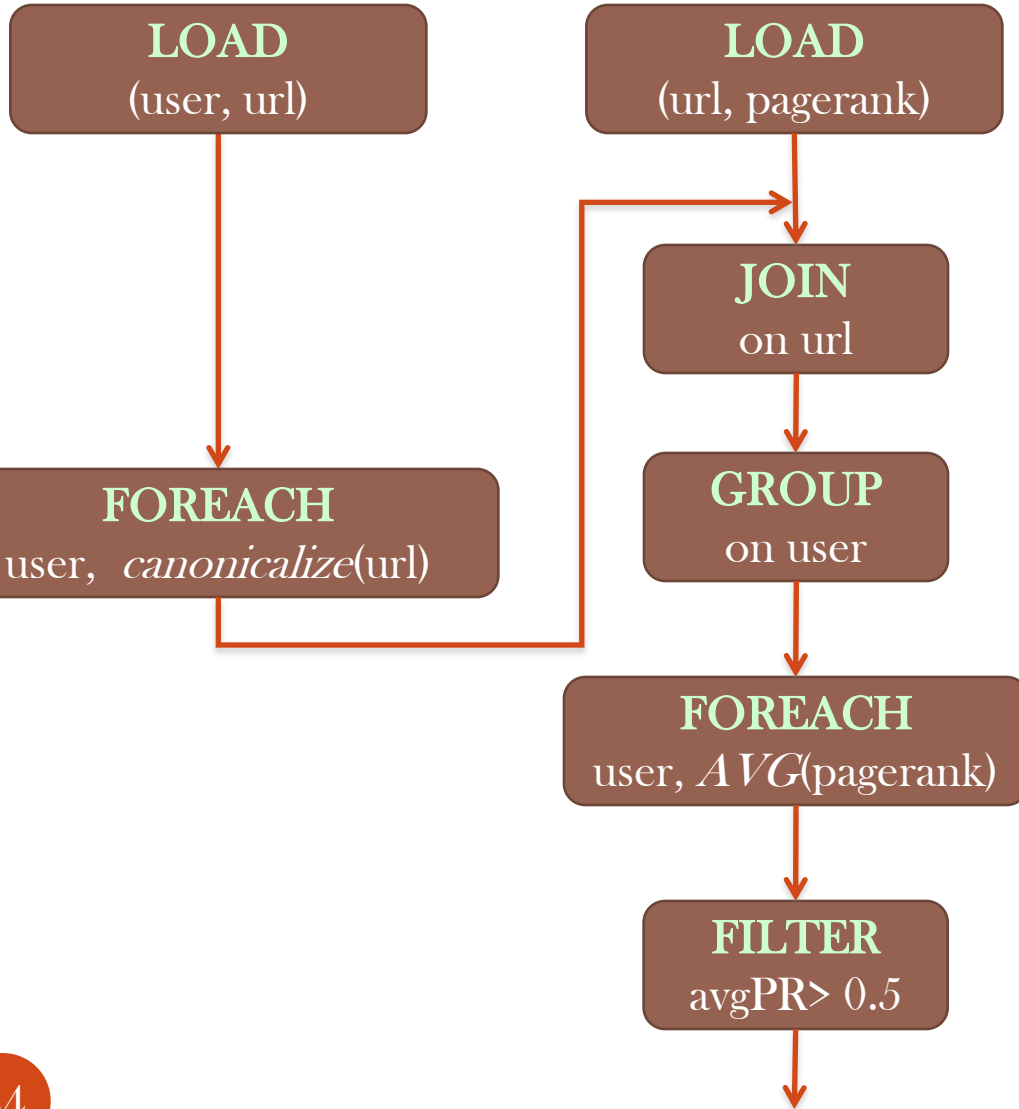 LOAD
(user, url)
LOAD
(url, pagerank)
JOIN
on url
FOREACH
user, canonicalize(url)
GROUP
on user
FOREACH
user, AVG(pagerank)
FILTER
avgPR> 0.5